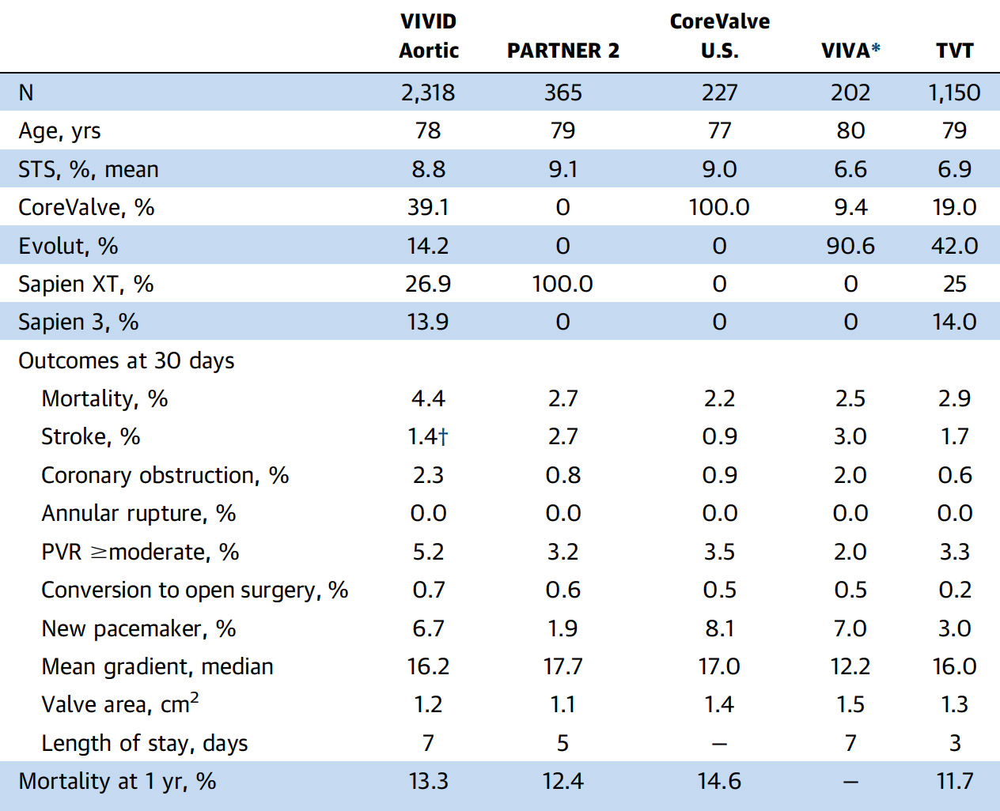 VIVID Aortic PARTNER 2 CoreValve U.S. VIVA* TVT
N 2,318 365 227 202 1,150
Age, yrs 78 79 77 80 79
STS, %, mean 8.8 9.1 9.0 6.6 6.9
CoreValve, % 39.1 0 100.0 9.4 19.0
Evolut, % 14.2 0 0 90.6 42.0
Sapien XT, % 26.9 100.0 0 0 25
Sapien 3, % 13.9 0 0 0 14.0
Outcomes at 30 days
Mortality, % 4.4 2.7 2.2 2.5 2.9
Stroke, % 1.4† 2.7 0.9 3.0 1.7
Coronary obstruction, % 2.3 0.8 0.9 2.0 0.6
Annular rupture, % 0.0 0.0 0.0 0.0 0.0
PVR ≥moderate, % 5.2 3.2 3.5 2.0 3.3
Conversion to open surgery, % 0.7 0.6 0.5 0.5 0.2
New pacemaker, % 6.7 1.9 8.1 7.0 3.0
Mean gradient, median 16.2 17.7 17.0 12.2 16.0
Valve area, cm² 1.2 1.1 1.4 1.5 1.3
Length of stay, days 7 5 — 7 3
Mortality at 1 yr, % 13.3 12.4 14.6 — 11.7